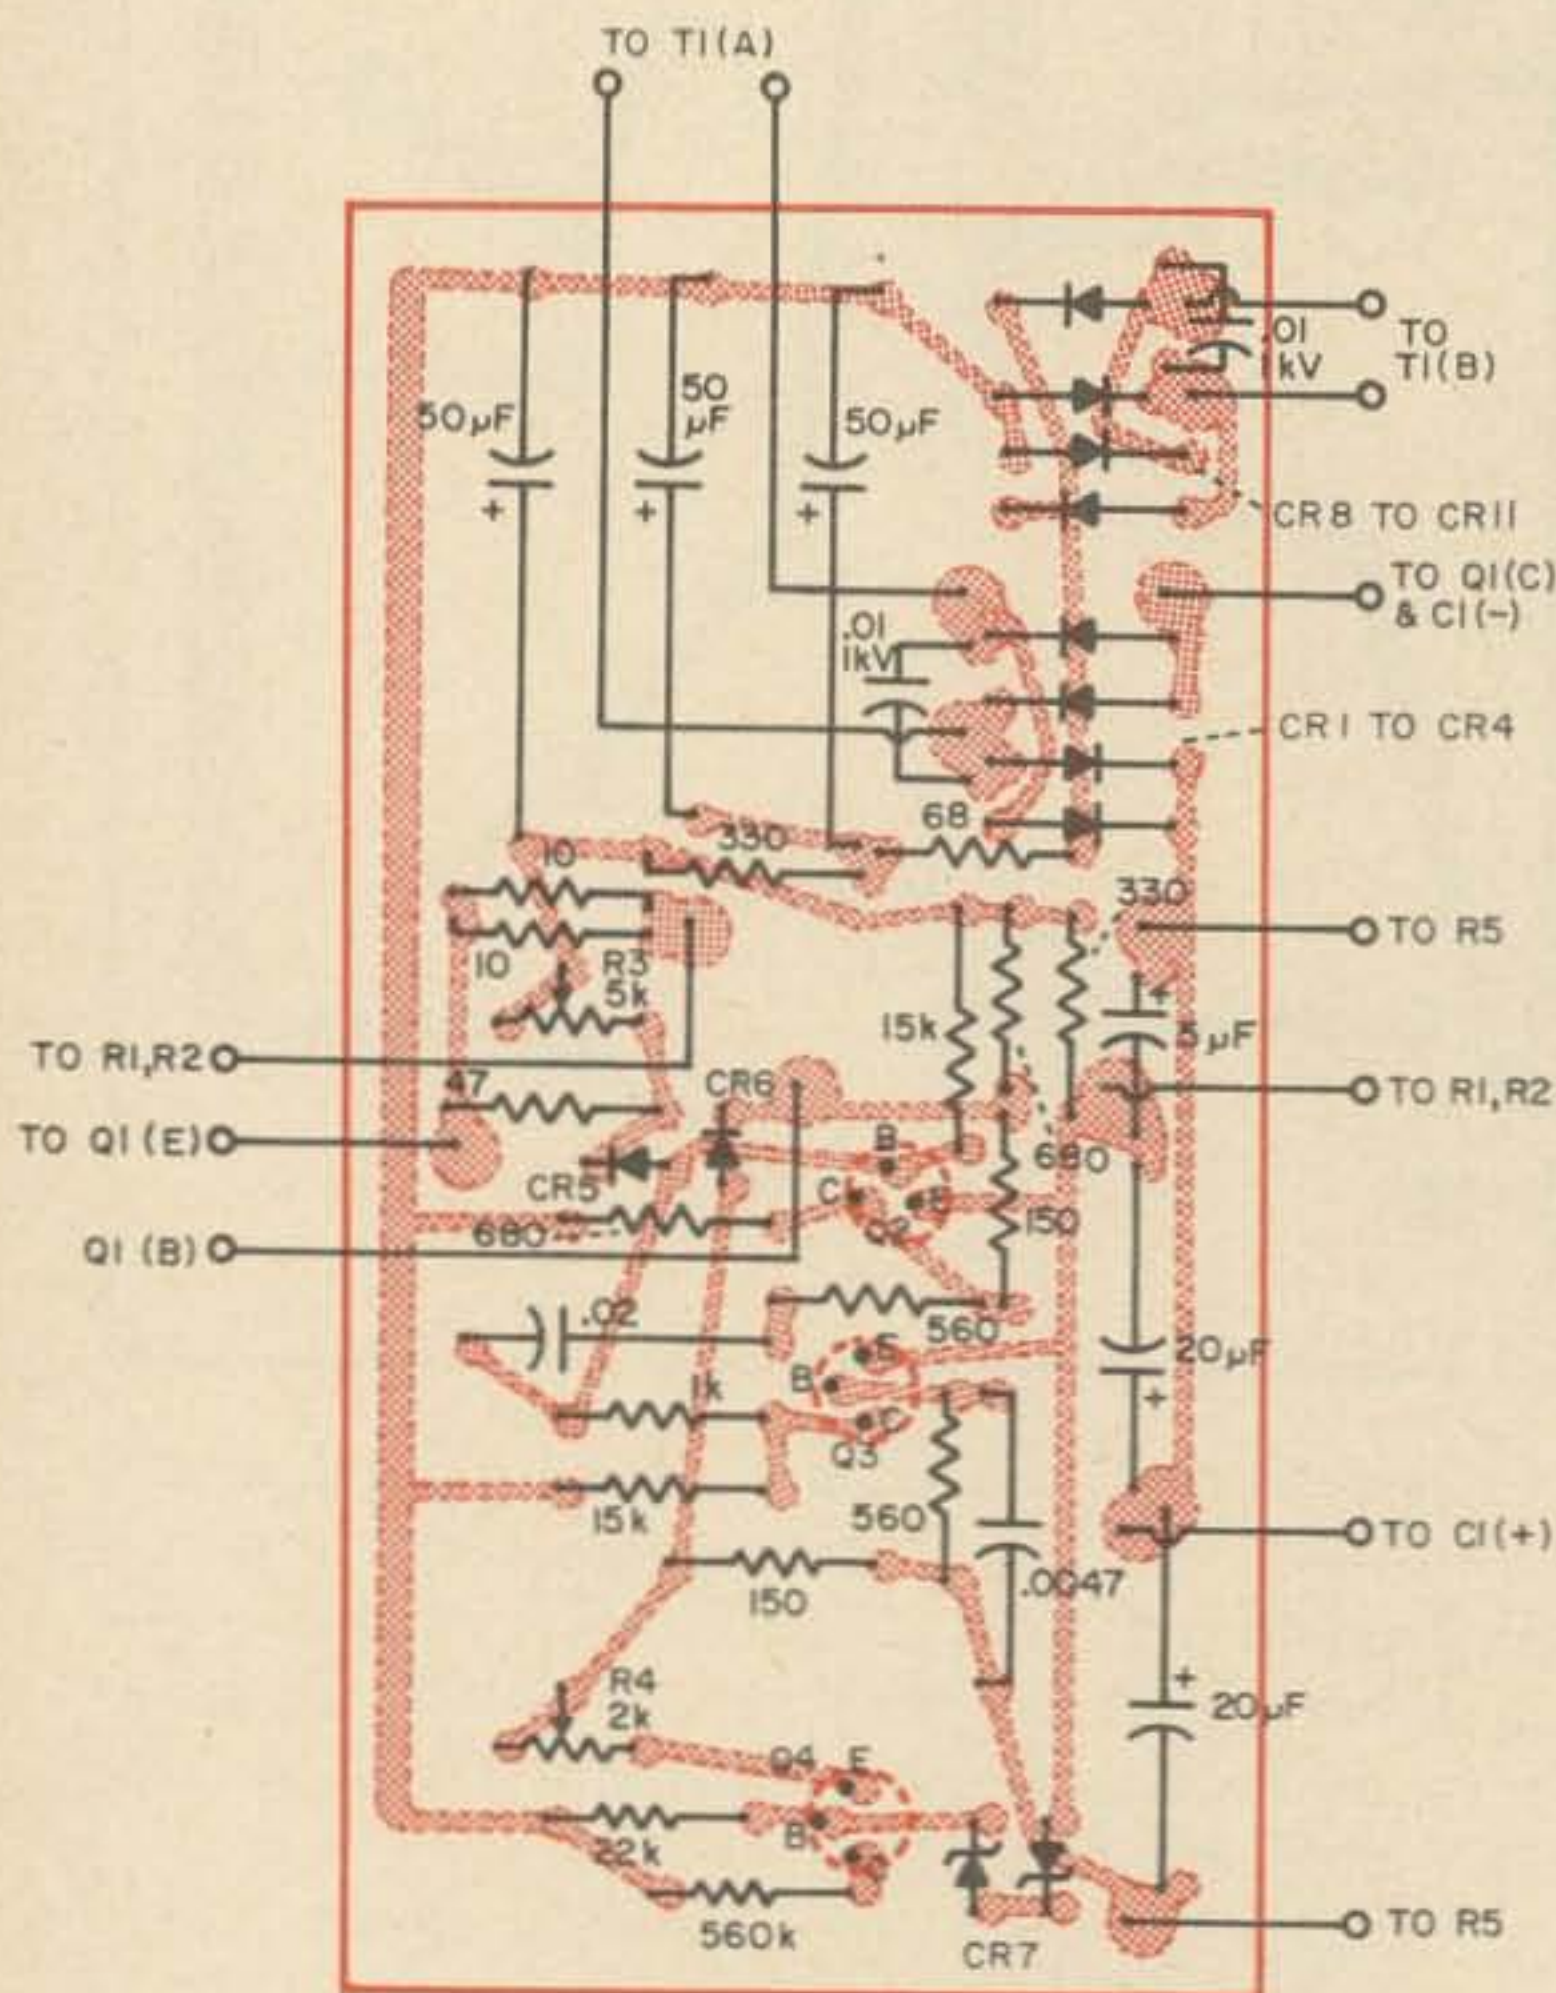 TO T1(A)
50µF
50
µF
50µF
.01
1kV
TO
T1(B)
CR8 TO CR11
TO Q1(C)
& C1(-)
.01
1kV
CR1 TO CR4
68
330
10
330
10
R3
5k
TO R5
15k
5µF
TO R1,R2
47
CR6
TO R1,R2
TO Q1(E)
B
680
CR5
C
E
Q2
150
680
Q1 (B)
.02
560
E
20µF
B
1k
C
Q3
15k
560
TO C1(+)
150
.0047
R4
2k
20µF
Q4
E
B
22k
560k
CR7
TO R5
+
+
+
+
+
+